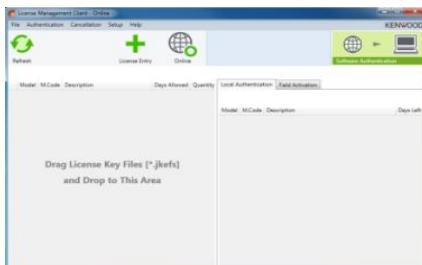 License Management Client - Online
File Authentication Cancellation Setup Help
KENWOOD
Refresh
License Entry
Online
Software Authentication
Model M.Code Description Days Allowed Quantity
Local Authentication Field Activation
Model M.Code Description Days Left
Drag License Key Files (*.jkefs)
and Drop to This Area